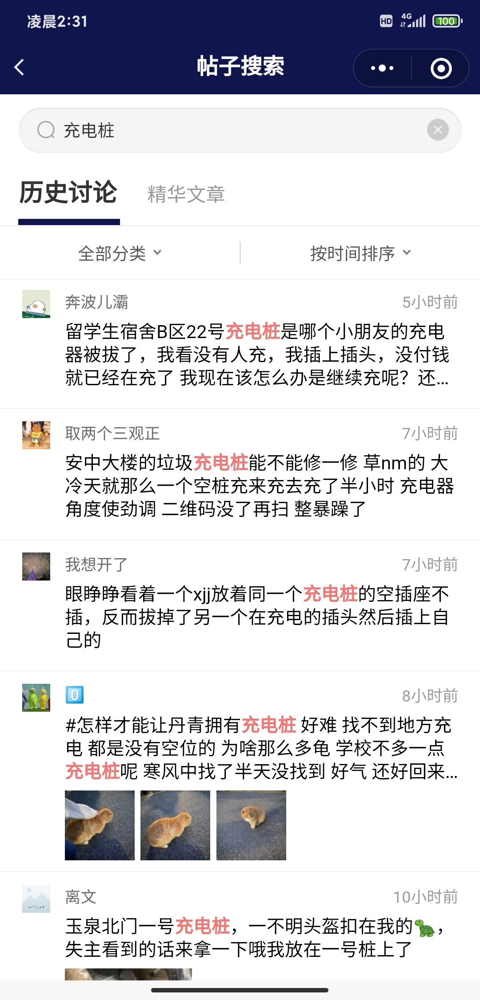 凌晨2:31
HD 4G 100
帖子搜索
充电桩
历史讨论 精华文章
全部分类 按时间排序
奔波儿灞 5小时前
留学生宿舍B区22号充电桩是哪个小朋友的充电
器被拔了，我看没有人充，我插上插头，没付钱
就已经在充了 我现在该怎么办是继续充呢？还...
取两个三观正 7小时前
安中大楼的垃圾充电桩能不能修一修 草nm的 大
冷天就那么一个空桩充来充去充了半小时 充电器
角度使劲调 二维码没了再扫 整暴躁了
我想开了 7小时前
眼睁睁看着一个xjj放着同一个充电桩的空插座不
插，反而拔掉了另一个在充电的插头然后插上自
己的
0️⃣ 8小时前
#怎样才能让丹青拥有充电桩 好难 找不到地方充
电 都是没有空位的 为啥那么多龟 学校不多一点
充电桩呢 寒风中找了半天没找到 好气 还好回来...
离文 10小时前
玉泉北门一号充电桩，一不明头盔扣在我的🐢，
失主看到的话来拿一下哦我放在一号桩上了